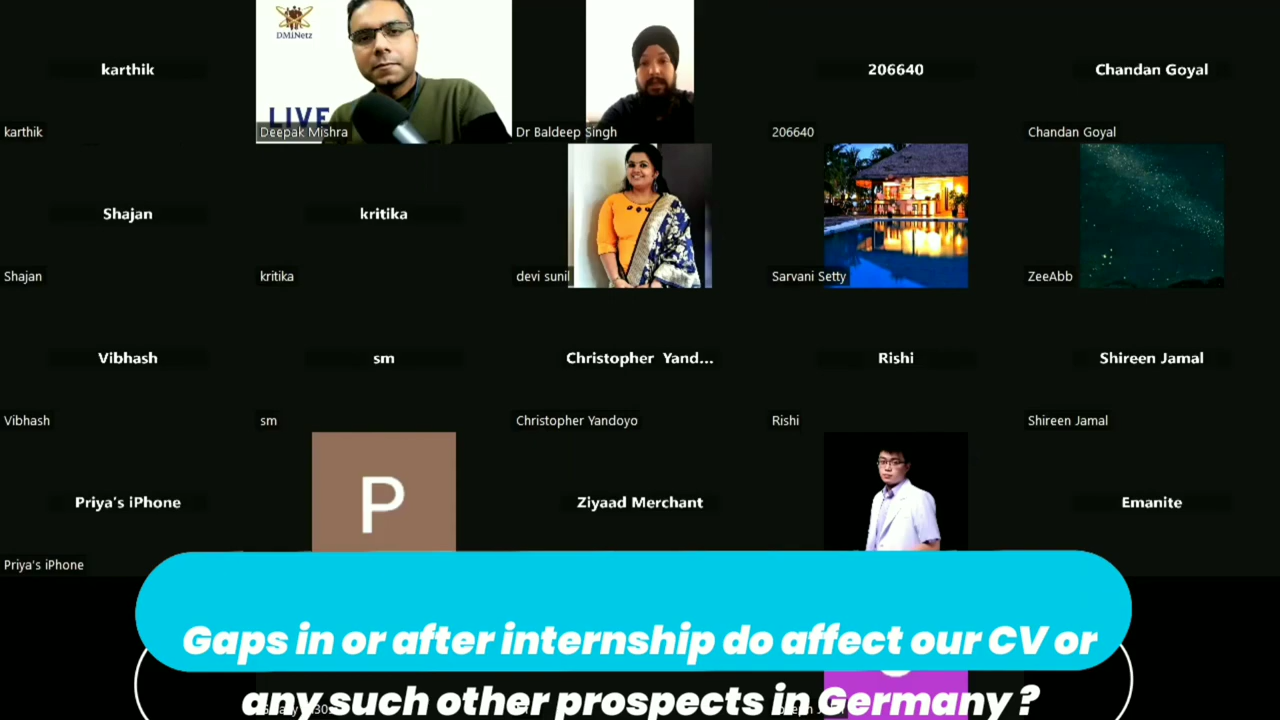 DMiNetz
LIVE
karthik
206640
Chandan Goyal
karthik
Deepak Mishra
Dr Baldeep Singh
206640
Chandan Goyal
Shajan
kritika
Shajan
kritika
devi sunil
Sarvani Setty
ZeeAbb
Vibhash
sm
Christopher Yand...
Rishi
Shireen Jamal
Vibhash
sm
Christopher Yandoyo
Rishi
Shireen Jamal
Priya's iPhone
P
Ziyaad Merchant
Emanite
Priya's iPhone
Gaps in or after internship do affect our CV or
any such other prospects in Germany ?